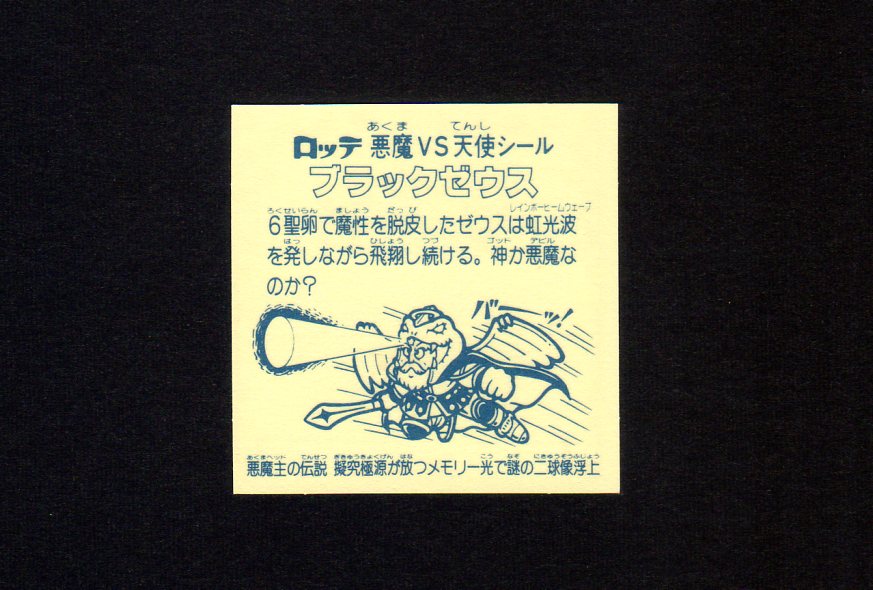 ロッテ 悪魔VS天使シール
ブラックゼウス
6聖卵で魔性を脱皮したゼウスは虹光波
を発しながら飛翔し続ける。神か悪魔な
のか?
バーッ!
悪魔主の伝説 擬究極源が放つメモリー光で謎の二球像浮上